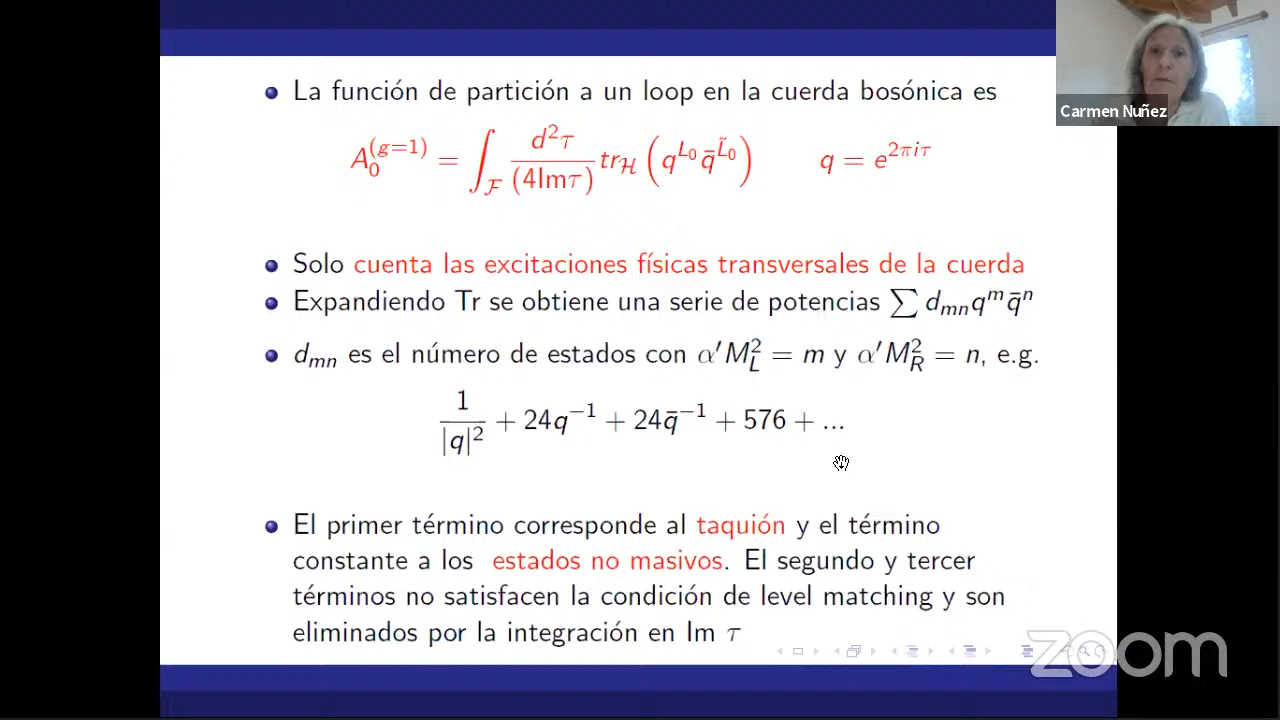 La función de partición a un loop en la cuerda bosónica es
A_0^{(g=1)} = ∫_ℱ d²τ/(4Imτ) tr_ℋ (q^{L_0} q̄^{L̃_0})   q = e^{2πiτ}
Solo cuenta las excitaciones físicas transversales de la cuerda
Expandiendo Tr se obtiene una serie de potencias ∑ d_{mn}q^m q̄^n
d_{mn} es el número de estados con α′M_L^2 = m y α′M_R^2 = n, e.g.
1/|q|² + 24q^{−1} + 24q̄^{−1} + 576 + ...
El primer término corresponde al taquión y el término
constante a los estados no masivos. El segundo y tercer
términos no satisfacen la condición de level matching y son
eliminados por la integración en Im τ
Carmen Nuñez
zoom